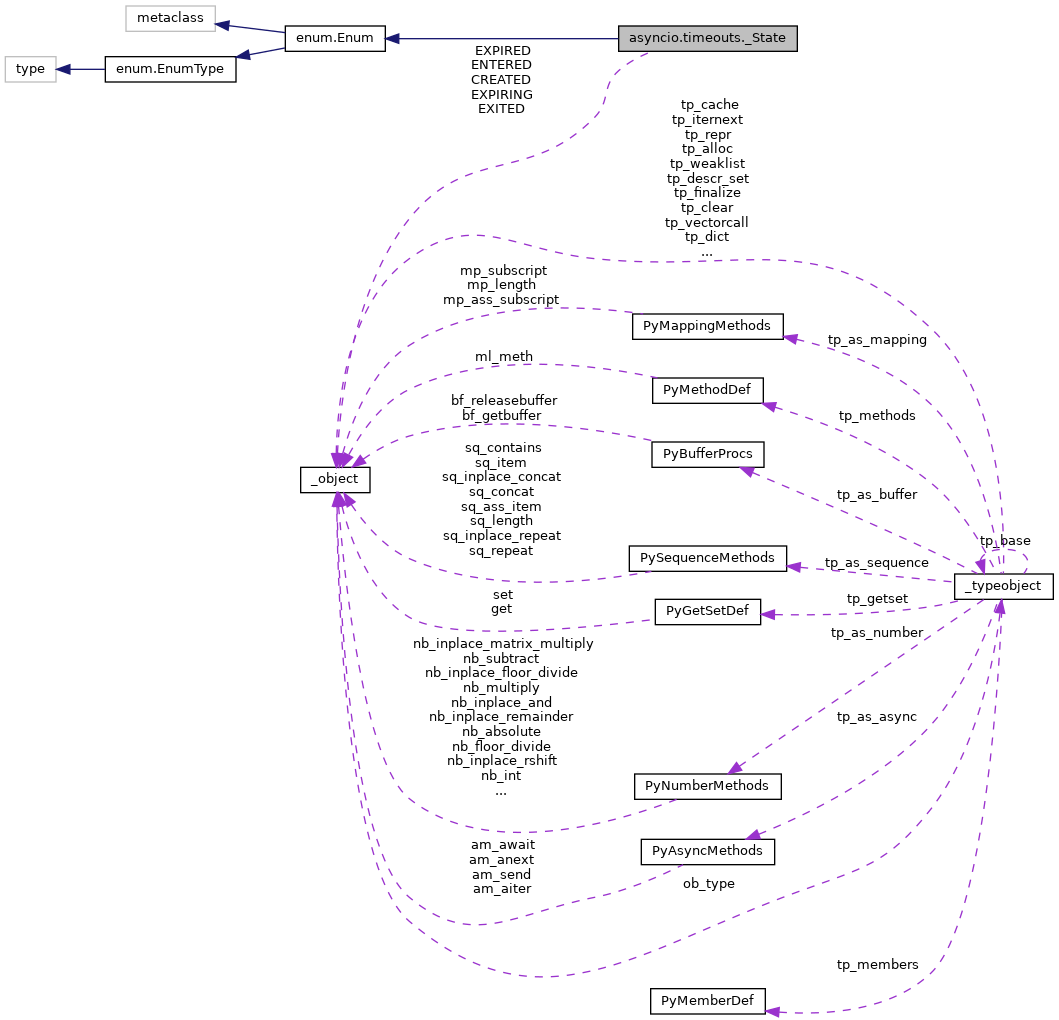 metaclass
enum.Enum
asyncio.timeouts._State
type
enum.EnumType
EXPIRED
ENTERED
CREATED
EXPIRING
EXITED
tp_cache
tp_iternext
tp_repr
tp_alloc
tp_weaklist
tp_descr_set
tp_finalize
tp_clear
tp_vectorcall
tp_dict
...
mp_subscript
mp_length
mp_ass_subscript
PyMappingMethods
tp_as_mapping
ml_meth
PyMethodDef
tp_methods
bf_releasebuffer
bf_getbuffer
PyBufferProcs
tp_as_buffer
_object
sq_contains
sq_item
sq_inplace_concat
sq_concat
sq_ass_item
sq_length
sq_inplace_repeat
sq_repeat
PySequenceMethods
tp_as_sequence
tp_base
_typeobject
set
get
PyGetSetDef
tp_getset
tp_as_number
nb_inplace_matrix_multiply
nb_subtract
nb_inplace_floor_divide
nb_multiply
nb_inplace_and
nb_inplace_remainder
nb_absolute
nb_floor_divide
nb_inplace_rshift
nb_int
...
PyNumberMethods
tp_as_async
am_await
am_anext
am_send
am_aiter
PyAsyncMethods
ob_type
tp_members
PyMemberDef